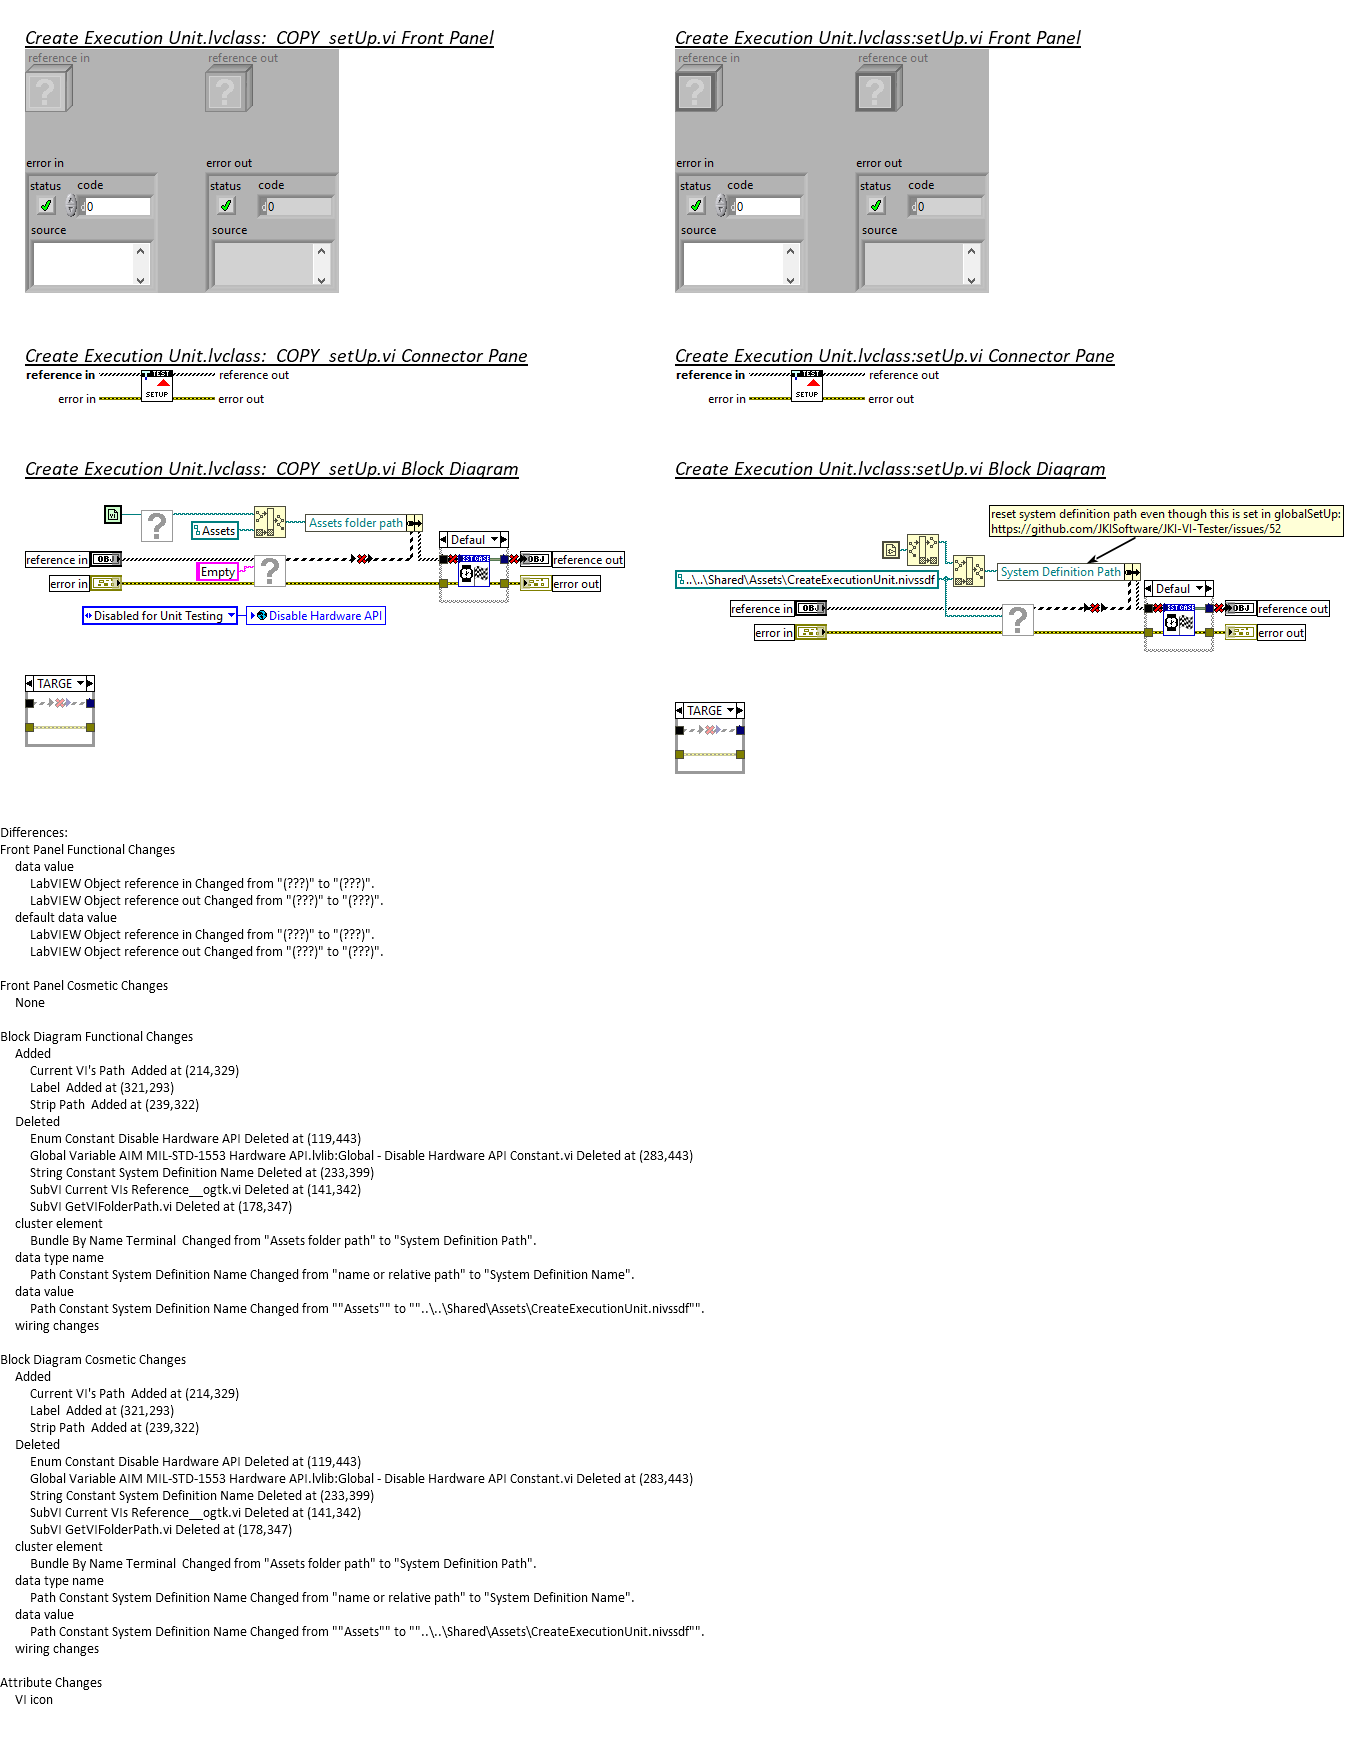 Create Execution Unit.lvclass:_COPY_setUp.vi Front Panel
reference in
reference out
error in
error out
status
code
status
code
0
0
source
source
Create Execution Unit.lvclass:setUp.vi Front Panel
reference in
reference out
error in
error out
status
code
status
code
0
0
source
source
Create Execution Unit.lvclass:_COPY_setUp.vi Connector Pane
reference in
TEST
reference out
SETUP
error in
error out
Create Execution Unit.lvclass:setUp.vi Connector Pane
reference in
TEST
reference out
SETUP
error in
error out
Create Execution Unit.lvclass:_COPY_setUp.vi Block Diagram
Assets
Assets folder path
Defaul
reference in
OBJ
OBJ
reference out
Empty
error in
error out
Disabled for Unit Testing
Disable Hardware API
TARGE
Create Execution Unit.lvclass:setUp.vi Block Diagram
reset system definition path even though this is set in globalSetUp:
https://github.com/JKISoftware/JKI-VI-Tester/issues/52
System Definition Path
..\..\Shared\Assets\CreateExecutionUnit.nivssdf
Defaul
reference in
OBJ
OBJ
reference out
error in
error out
TARGE
Differences:
Front Panel Functional Changes
data value
LabVIEW Object reference in Changed from "(???)" to "(???)".
LabVIEW Object reference out Changed from "(???)" to "(???)".
default data value
LabVIEW Object reference in Changed from "(???)" to "(???)".
LabVIEW Object reference out Changed from "(???)" to "(???)".
Front Panel Cosmetic Changes
None
Block Diagram Functional Changes
Added
Current VI's Path  Added at (214,329)
Label  Added at (321,293)
Strip Path  Added at (239,322)
Deleted
Enum Constant Disable Hardware API Deleted at (119,443)
Global Variable AIM MIL-STD-1553 Hardware API.lvlib:Global - Disable Hardware API Constant.vi Deleted at (283,443)
String Constant System Definition Name Deleted at (233,399)
SubVI Current VIs Reference__ogtk.vi Deleted at (141,342)
SubVI GetVIFolderPath.vi Deleted at (178,347)
cluster element
Bundle By Name Terminal  Changed from "Assets folder path" to "System Definition Path".
data type name
Path Constant System Definition Name Changed from "name or relative path" to "System Definition Name".
data value
Path Constant System Definition Name Changed from ""Assets"" to ""..\..\Shared\Assets\CreateExecutionUnit.nivssdf"".
wiring changes
Block Diagram Cosmetic Changes
Added
Current VI's Path  Added at (214,329)
Label  Added at (321,293)
Strip Path  Added at (239,322)
Deleted
Enum Constant Disable Hardware API Deleted at (119,443)
Global Variable AIM MIL-STD-1553 Hardware API.lvlib:Global - Disable Hardware API Constant.vi Deleted at (283,443)
String Constant System Definition Name Deleted at (233,399)
SubVI Current VIs Reference__ogtk.vi Deleted at (141,342)
SubVI GetVIFolderPath.vi Deleted at (178,347)
cluster element
Bundle By Name Terminal  Changed from "Assets folder path" to "System Definition Path".
data type name
Path Constant System Definition Name Changed from "name or relative path" to "System Definition Name".
data value
Path Constant System Definition Name Changed from ""Assets"" to ""..\..\Shared\Assets\CreateExecutionUnit.nivssdf"".
wiring changes
Attribute Changes
VI icon